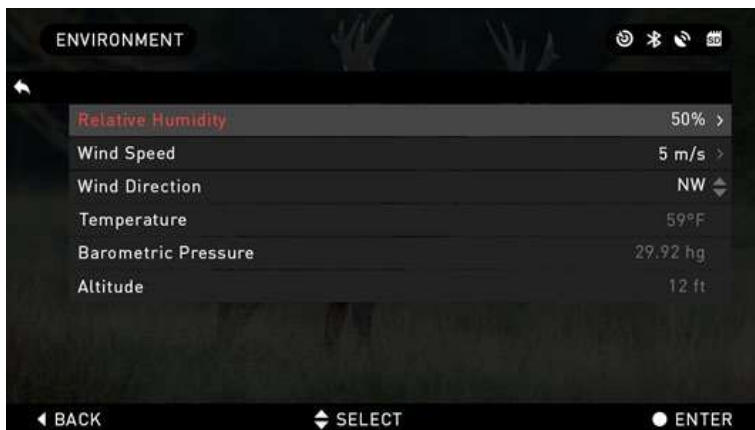 ENVIRONMENT SD
Relative Humidity 50% >
Wind Speed 5 m/s >
Wind Direction NW
Temperature 59°F
Barometric Pressure 29.92 hg
Altitude 12 ft
BACK SELECT ENTER